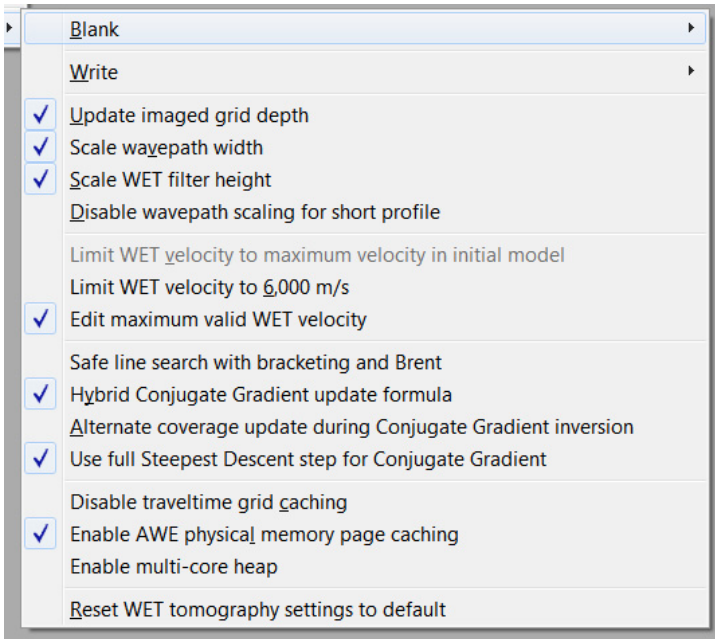 Blank
Write
Update imaged grid depth
Scale wavepath width
Scale WET filter height
Disable wavepath scaling for short profile
Limit WET velocity to maximum velocity in initial model
Limit WET velocity to 6,000 m/s
Edit maximum valid WET velocity
Safe line search with bracketing and Brent
Hybrid Conjugate Gradient update formula
Alternate coverage update during Conjugate Gradient inversion
Use full Steepest Descent step for Conjugate Gradient
Disable traveltime grid caching
Enable AWE physical memory page caching
Enable multi-core heap
Reset WET tomography settings to default